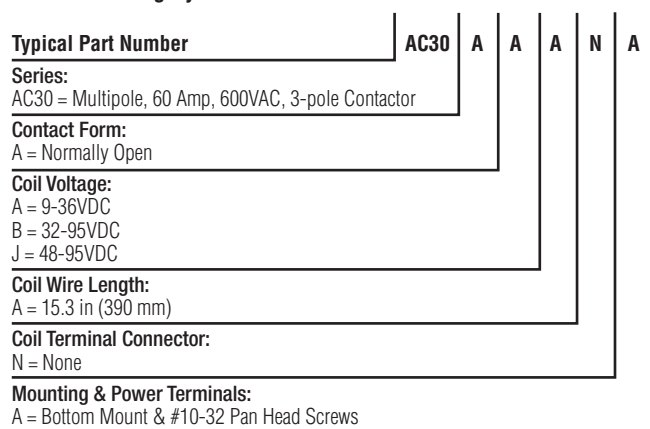 Typical Part Number AC30 A A A N A
Series:
AC30 = Multipole, 60 Amp, 600VAC, 3-pole Contactor
Contact Form:
A = Normally Open
Coil Voltage:
A = 9-36VDC
B = 32-95VDC
J = 48-95VDC
Coil Wire Length:
A = 15.3 in (390 mm)
Coil Terminal Connector:
N = None
Mounting & Power Terminals:
A = Bottom Mount & #10-32 Pan Head Screws